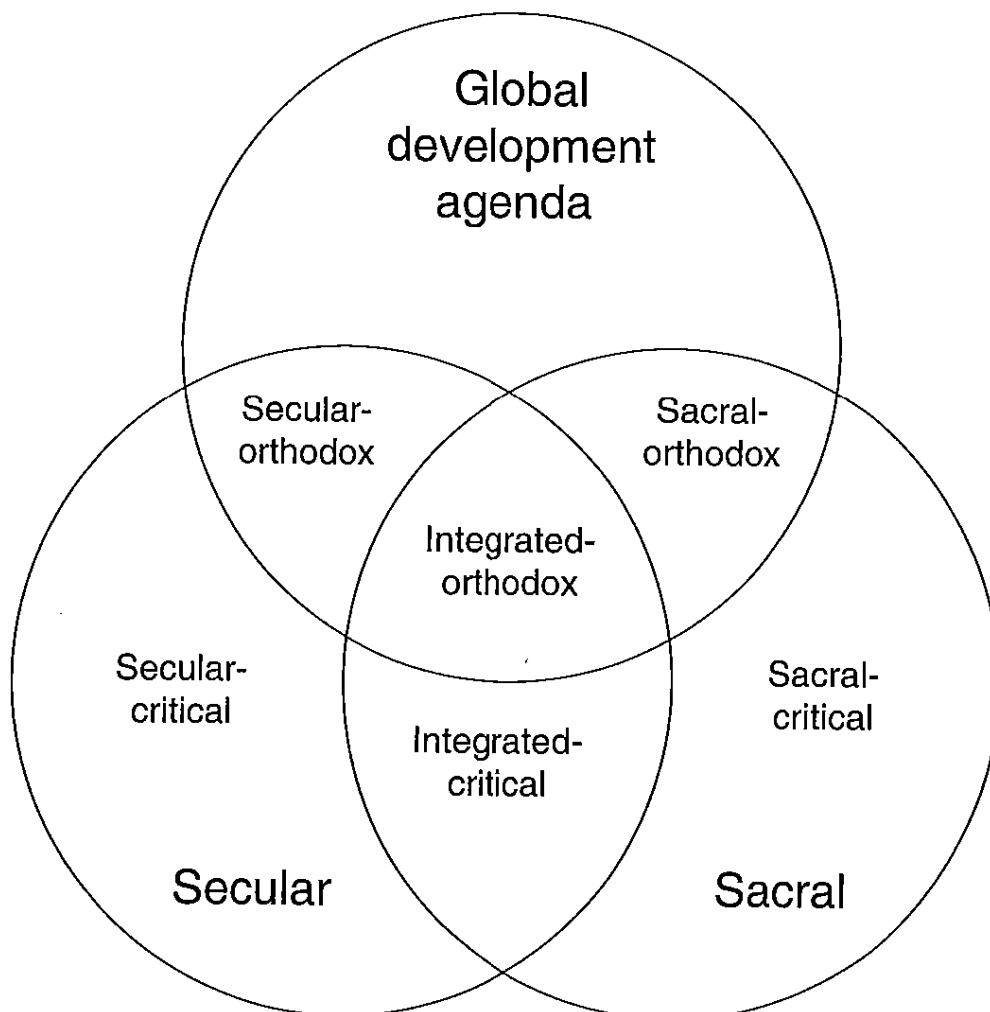 Global
development
agenda
Secular-
orthodox
Sacral-
orthodox
Integrated-
orthodox
Secular-
critical
Sacral-
critical
Integrated-
critical
Secular
Sacral